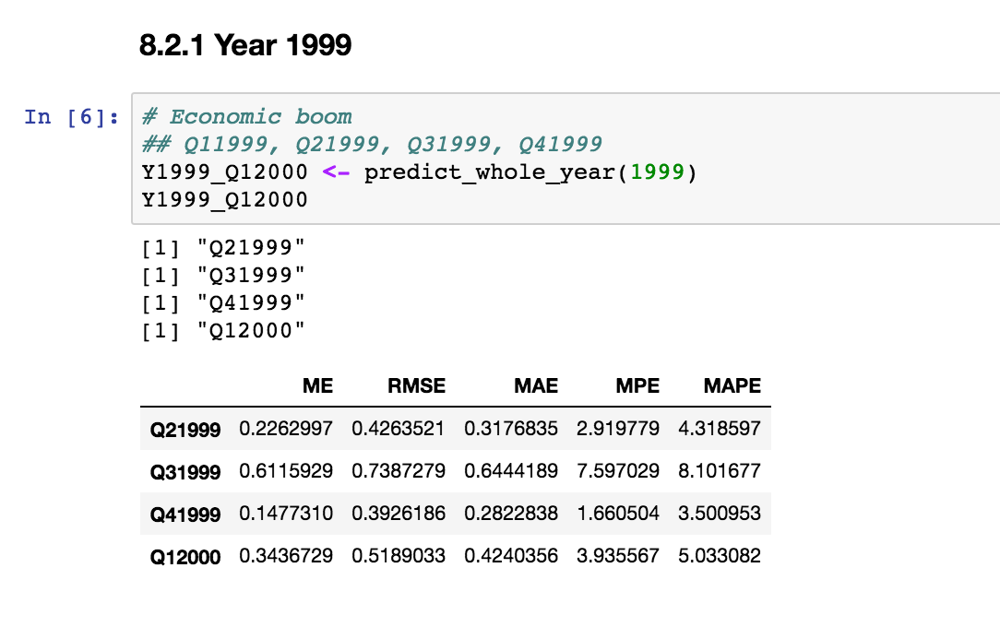 8.2.1 Year 1999
In [6]:
# Economic boom
## Q11999, Q21999, Q31999, Q41999
Y1999_Q12000 <- predict_whole_year(1999)
Y1999_Q12000
[1] "Q21999"
[1] "Q31999"
[1] "Q41999"
[1] "Q12000"
ME RMSE MAE MPE MAPE
Q21999 0.2262997 0.4263521 0.3176835 2.919779 4.318597
Q31999 0.6115929 0.7387279 0.6444189 7.597029 8.101677
Q41999 0.1477310 0.3926186 0.2822838 1.660504 3.500953
Q12000 0.3436729 0.5189033 0.4240356 3.935567 5.033082